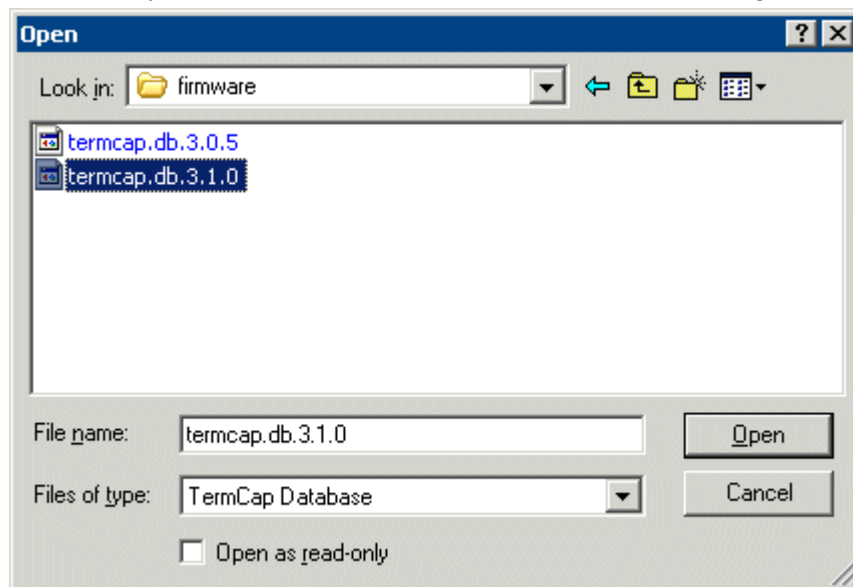 Open
Look in: firmware
termcap.db.3.0.5
termcap.db.3.1.0
File name: termcap.db.3.1.0 Open
Files of type: TermCap Database Cancel
Open as read-only